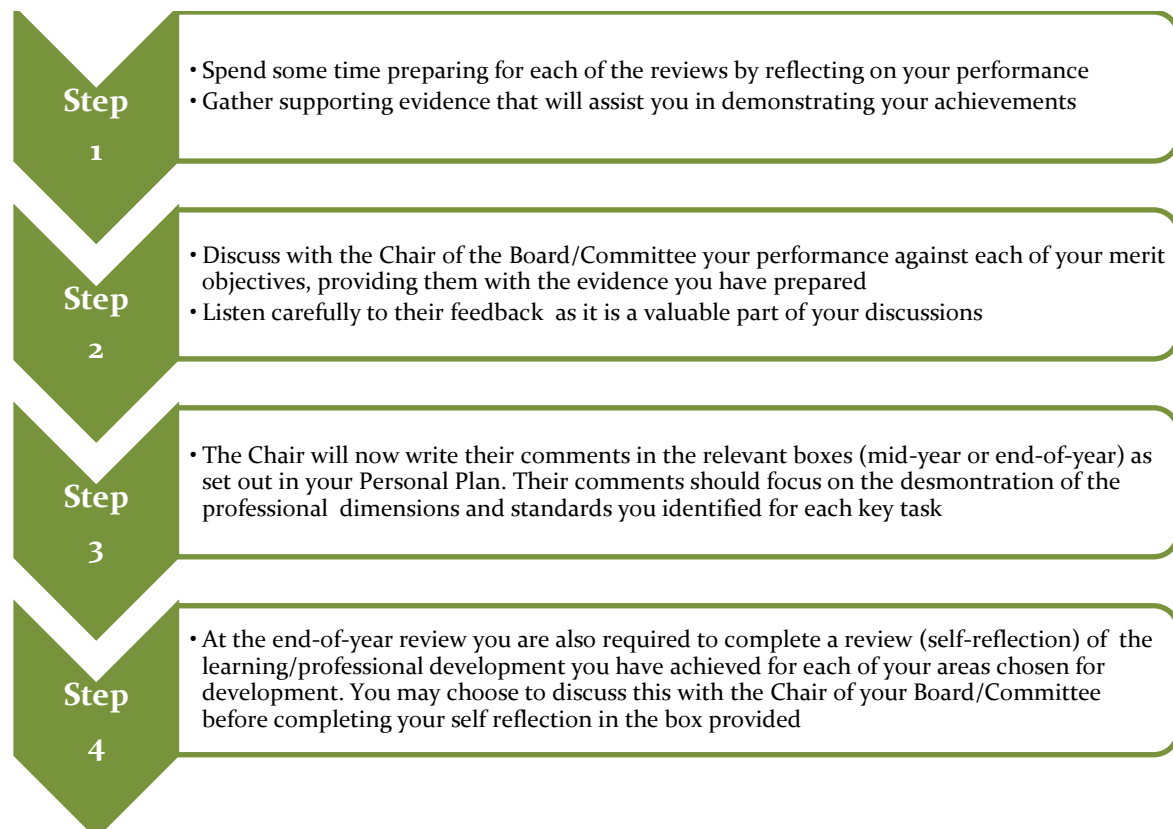 Step
1
• Spend some time preparing for each of the reviews by reflecting on your performance
• Gather supporting evidence that will assist you in demonstrating your achievements
Step
2
• Discuss with the Chair of the Board/Committee your performance against each of your merit
objectives, providing them with the evidence you have prepared
• Listen carefully to their feedback as it is a valuable part of your discussions
Step
3
• The Chair will now write their comments in the relevant boxes (mid-year or end-of-year) as
set out in your Personal Plan. Their comments should focus on the desmontration of the
professional dimensions and standards you identified for each key task
Step
4
• At the end-of-year review you are also required to complete a review (self-reflection) of the
learning/professional development you have achieved for each of your areas chosen for
development. You may choose to discuss this with the Chair of your Board/Committee
before completing your self reflection in the box provided